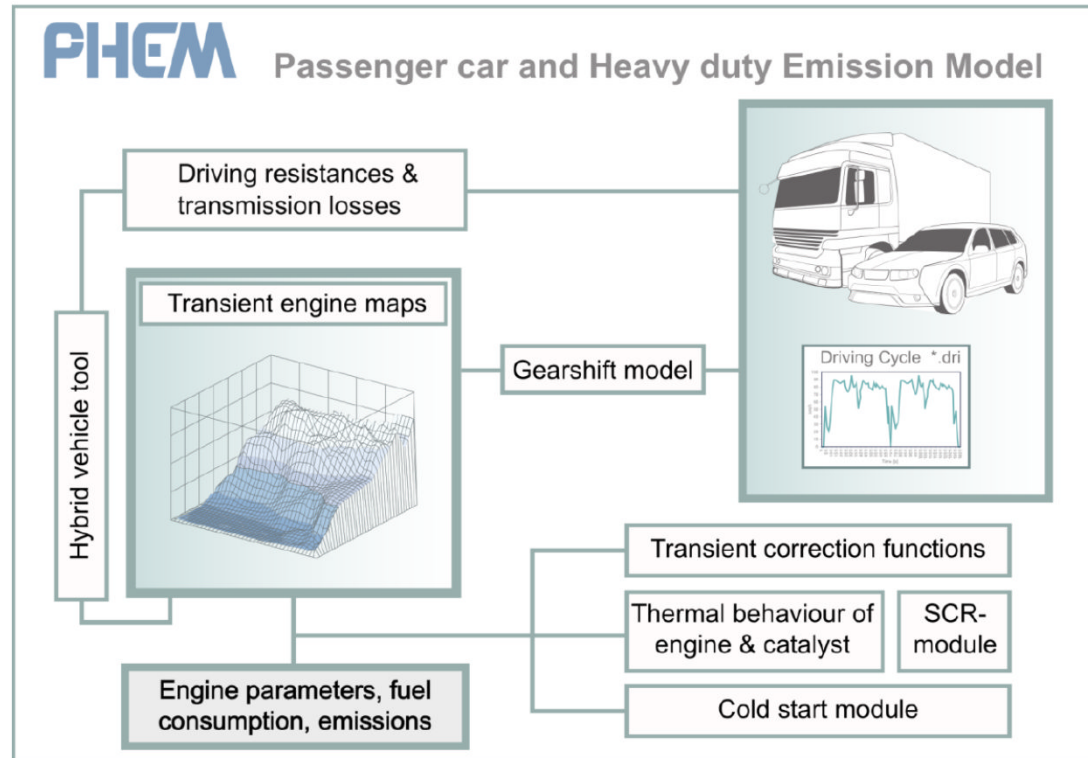 PHEM
Passenger car and Heavy duty Emission Model
Driving resistances &
transmission losses
Transient engine maps
Hybrid vehicle tool
Gearshift model
Driving Cycle *.dri
Time [s]
Transient correction functions
Thermal behaviour of
engine & catalyst
SCR-
module
Cold start module
Engine parameters, fuel
consumption, emissions